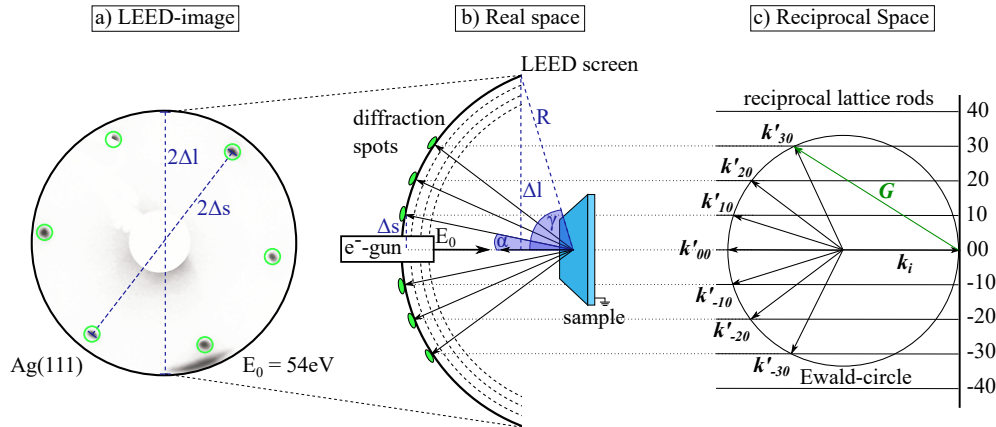 a) LEED-image
2Δl
2Δs
Ag(111)
E₀ = 54eV
b) Real space
LEED screen
diffraction
spots
R
Δl
Δs
γ
α
e⁻-gun
E₀
sample
c) Reciprocal Space
reciprocal lattice rods
k'₃₀
k'₂₀
k'₁₀
k'₀₀
k'₋₁₀
k'₋₂₀
k'₋₃₀
G
kᵢ
Ewald-circle
40
30
20
10
00
-10
-20
-30
-40